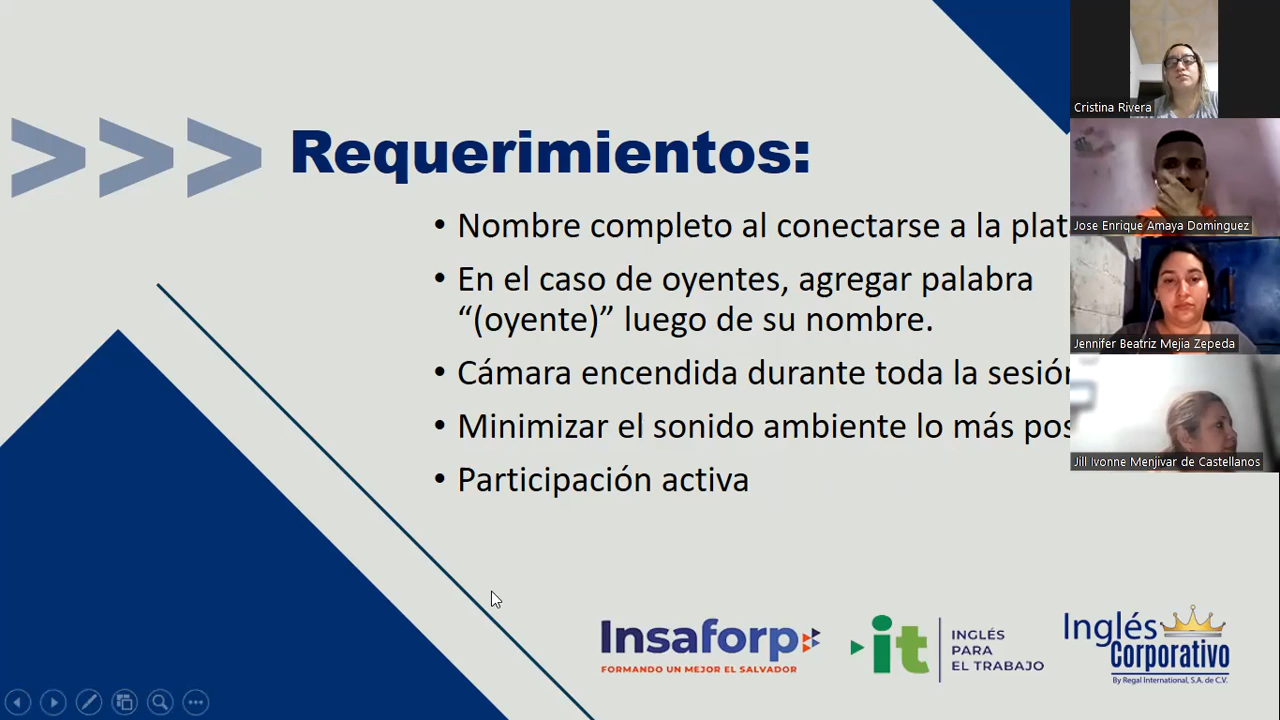 >>> Requerimientos:
• Nombre completo al conectarse a la plat
• En el caso de oyentes, agregar palabra
“(oyente)” luego de su nombre.
• Cámara encendida durante toda la sesión
• Minimizar el sonido ambiente lo más pos
• Participación activa
Cristina Rivera
Jose Enrique Amaya Dominguez
Jennifer Beatriz Mejia Zepeda
Jill Ivonne Menjivar de Castellanos
Insaforp
FORMANDO UN MEJOR EL SALVADOR
it
INGLÉS
PARA
EL TRABAJO
Inglés
Corporativo
By Regal International, S.A. de C.V.